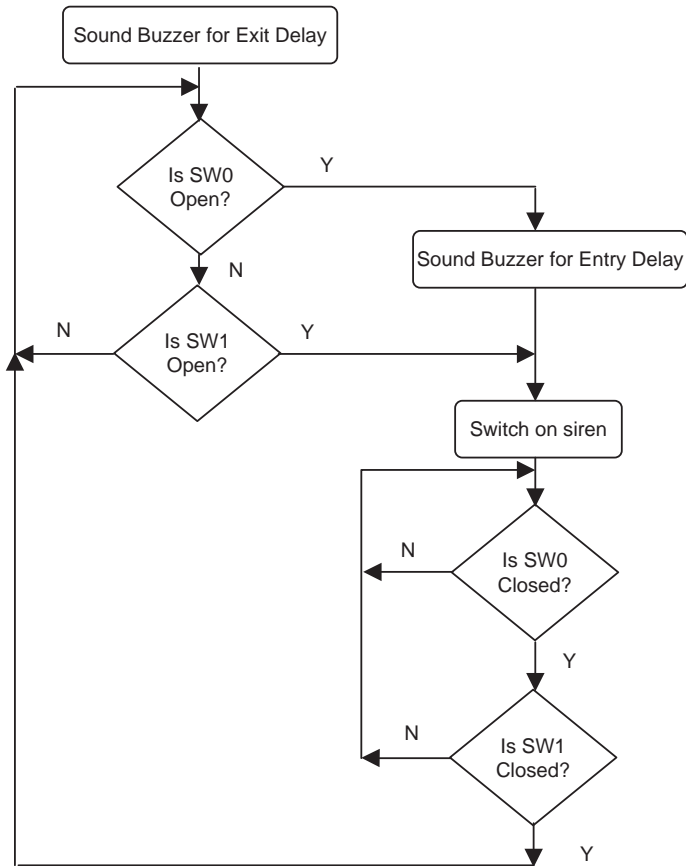 Sound Buzzer for Exit Delay
Is SW0
Open?
Y
N
Sound Buzzer for Entry Delay
Is SW1
Open?
N
Y
Switch on siren
Is SW0
Closed?
N
Y
Is SW1
Closed?
N
Y